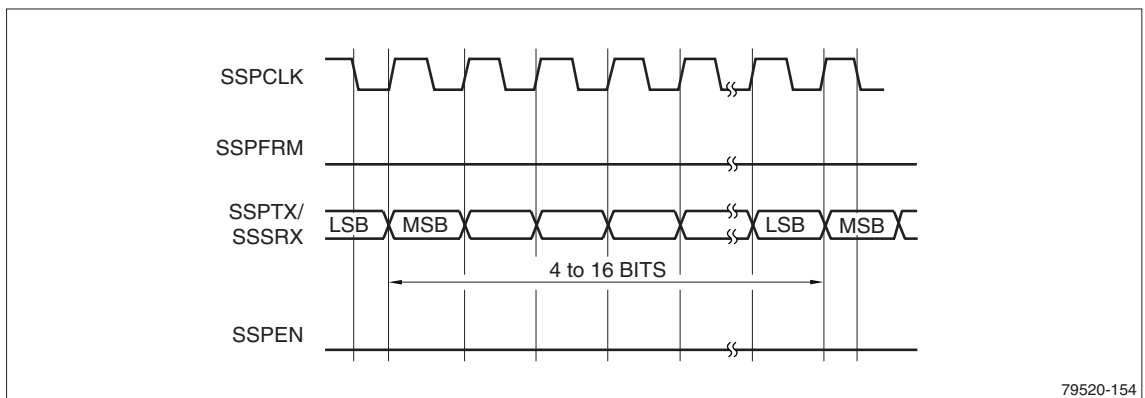 SSPCLK
SSPFRM
SSPTX/
SSSRX
LSB MSB LSB MSB
4 to 16 BITS
SSPEN
79520-154